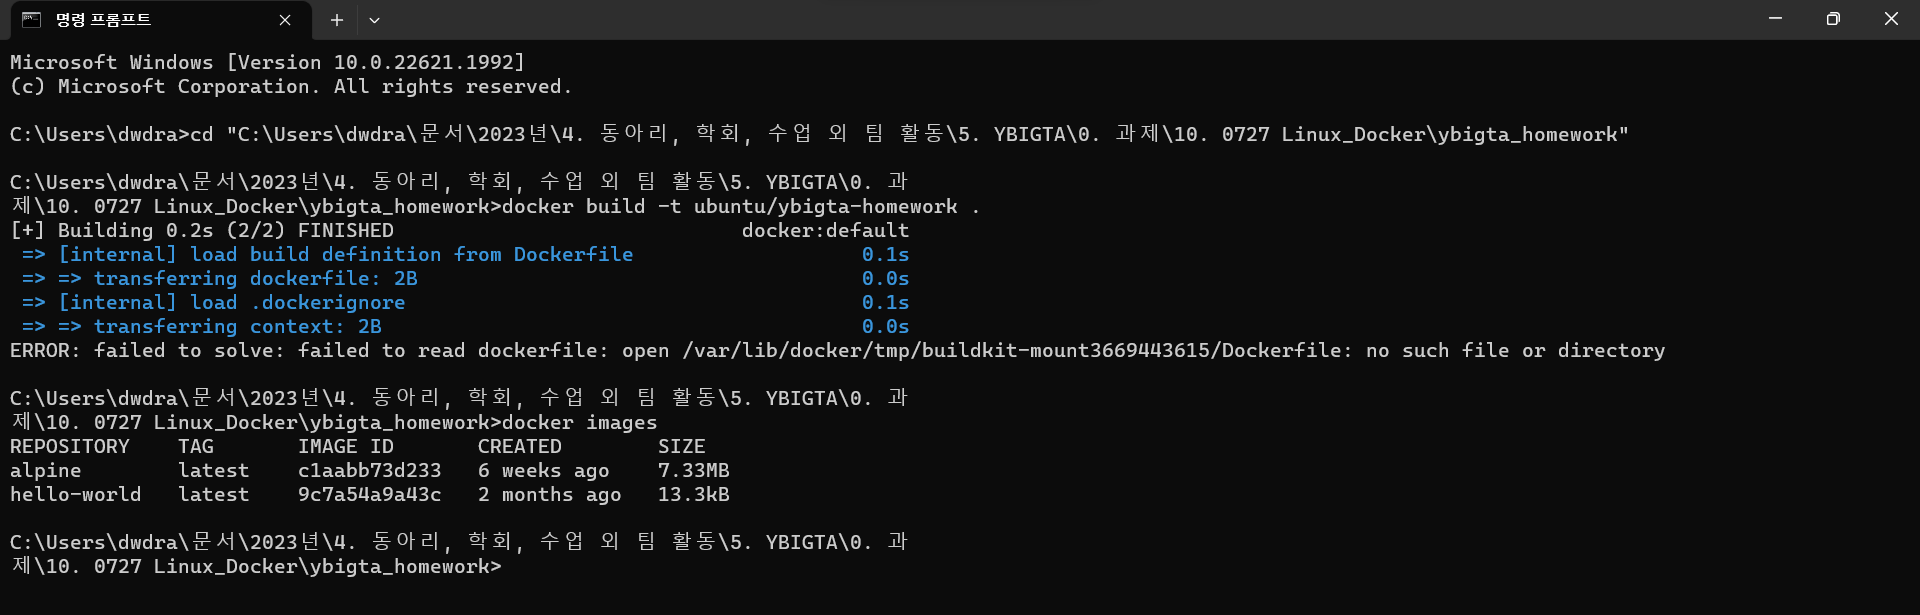 명령 프롬프트
Microsoft Windows [Version 10.0.22621.1992]
(c) Microsoft Corporation. All rights reserved.
C:\Users\dwdra>cd "C:\Users\dwdra\문서\2023년\4. 동아리, 학회, 수업 외 팀 활동\5. YBIGTA\0. 과제\10. 0727 Linux_Docker\ybigta_homework"
C:\Users\dwdra\문서\2023년\4. 동아리, 학회, 수업 외 팀 활동\5. YBIGTA\0. 과
제\10. 0727 Linux_Docker\ybigta_homework>docker build -t ubuntu/ybigta-homework .
[+] Building 0.2s (2/2) FINISHED docker:default
=> [internal] load build definition from Dockerfile 0.1s
=> => transferring dockerfile: 2B 0.0s
=> [internal] load .dockerignore 0.1s
=> => transferring context: 2B 0.0s
ERROR: failed to solve: failed to read dockerfile: open /var/lib/docker/tmp/buildkit-mount3669443615/Dockerfile: no such file or directory
C:\Users\dwdra\문서\2023년\4. 동아리, 학회, 수업 외 팀 활동\5. YBIGTA\0. 과
제\10. 0727 Linux_Docker\ybigta_homework>docker images
REPOSITORY TAG IMAGE ID CREATED SIZE
alpine latest c1aabb73d233 6 weeks ago 7.33MB
hello-world latest 9c7a54a9a43c 2 months ago 13.3kB
C:\Users\dwdra\문서\2023년\4. 동아리, 학회, 수업 외 팀 활동\5. YBIGTA\0. 과
제\10. 0727 Linux_Docker\ybigta_homework>